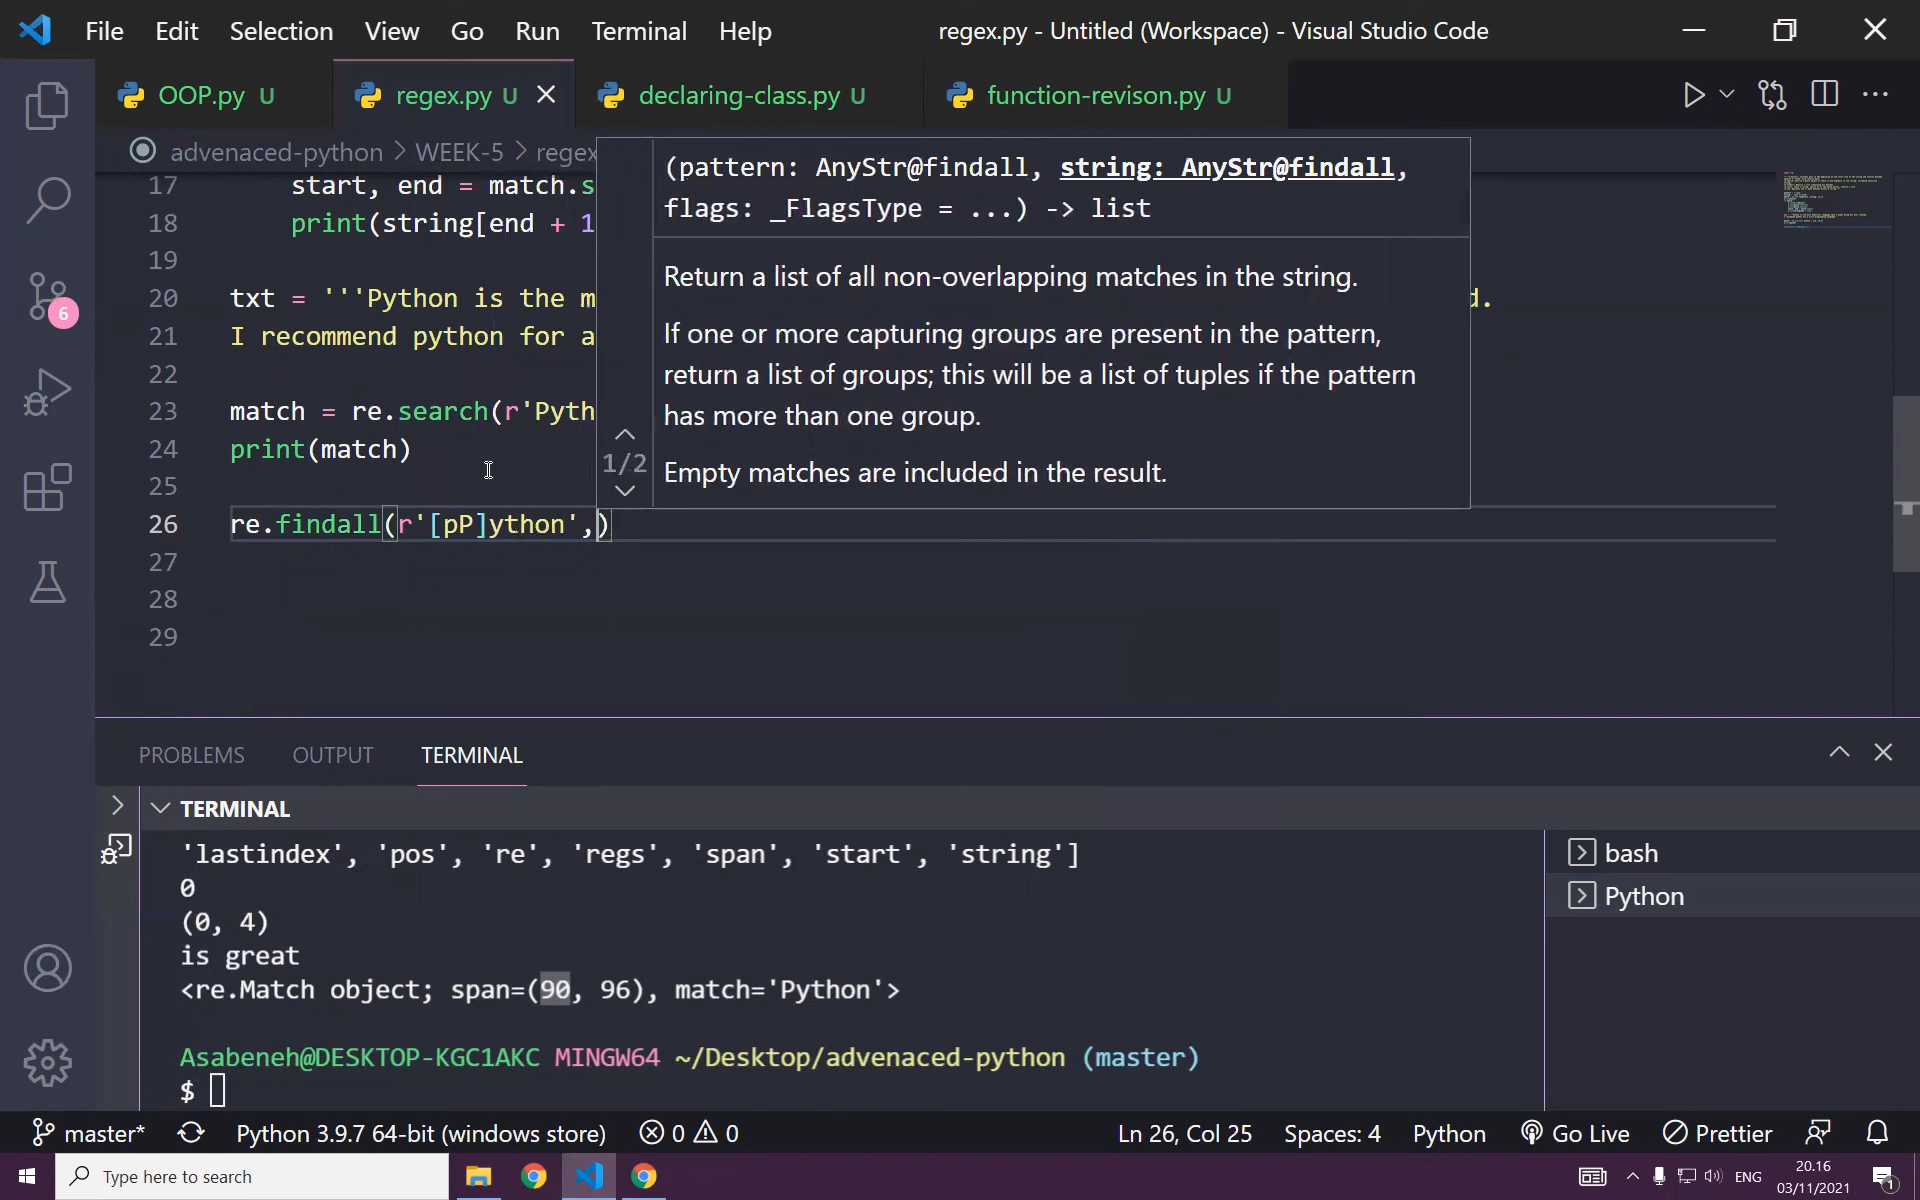 File Edit Selection View Go Run Terminal Help regex.py - Untitled (Workspace) - Visual Studio Code
OOP.py U regex.py U declaring-class.py U function-revison.py U
advenaced-python > WEEK-5 > regex
(pattern: AnyStr@findall, string: AnyStr@findall,
flags: _FlagsType = ...) -> list
Return a list of all non-overlapping matches in the string.
If one or more capturing groups are present in the pattern,
return a list of groups; this will be a list of tuples if the pattern
has more than one group.
1/2
Empty matches are included in the result.
17 start, end = match.s
18 print(string[end + 1
19
20 txt = '''Python is the m d.
21 I recommend python for a
22
23 match = re.search(r'Pyth
24 print(match)
25
26 re.findall(r'[pP]ython',)
27
28
29
6
PROBLEMS OUTPUT TERMINAL
TERMINAL
'lastindex', 'pos', 're', 'regs', 'span', 'start', 'string']
0
(0, 4)
is great
<re.Match object; span=(90, 96), match='Python'>
Asabeneh@DESKTOP-KGC1AKC MINGW64 ~/Desktop/advenaced-python (master)
$
bash
Python
master* Python 3.9.7 64-bit (windows store) 0 0 Ln 26, Col 25 Spaces: 4 Python Go Live Prettier
Type here to search ENG 20.16
03/11/2021
1